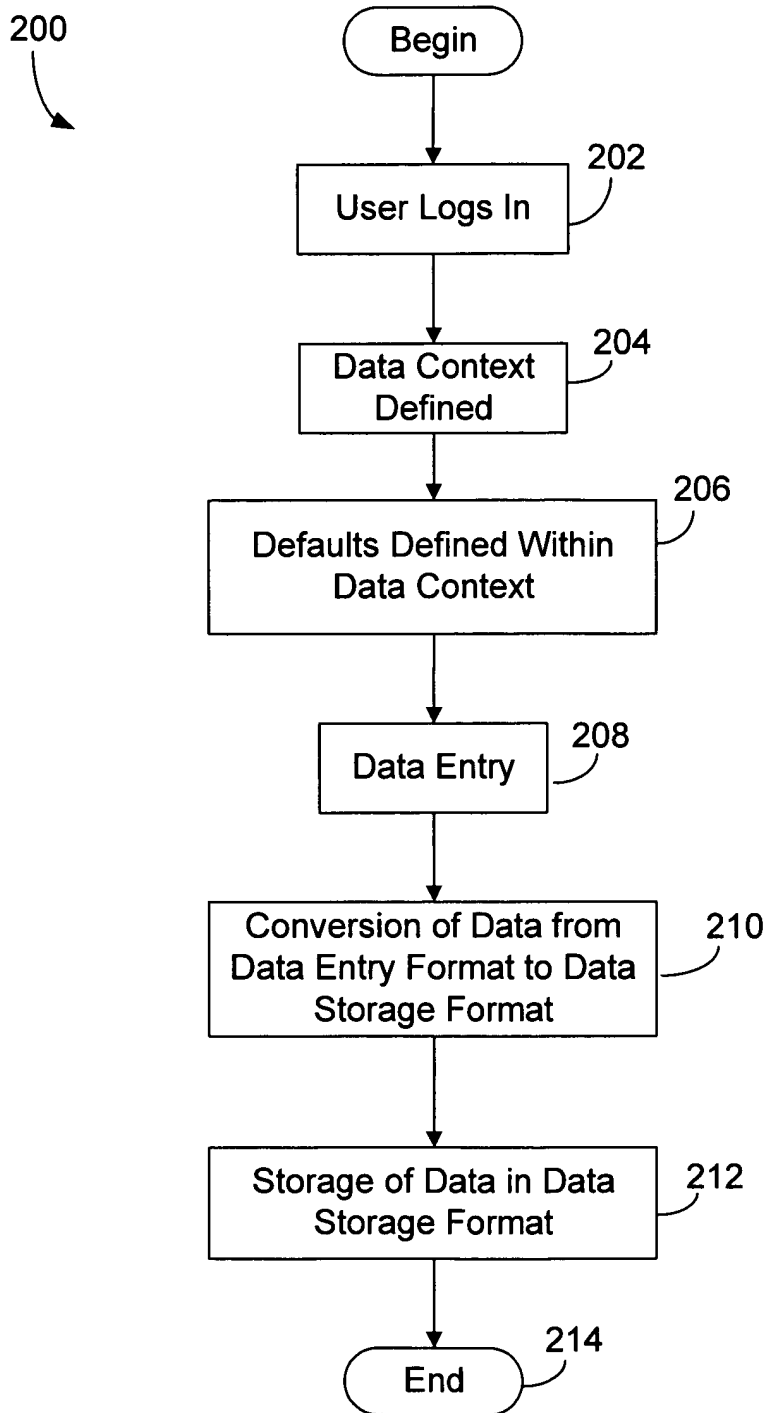 200
Begin
202
User Logs In
204
Data Context
Defined
206
Defaults Defined Within
Data Context
208
Data Entry
210
Conversion of Data from
Data Entry Format to Data
Storage Format
212
Storage of Data in Data
Storage Format
214
End